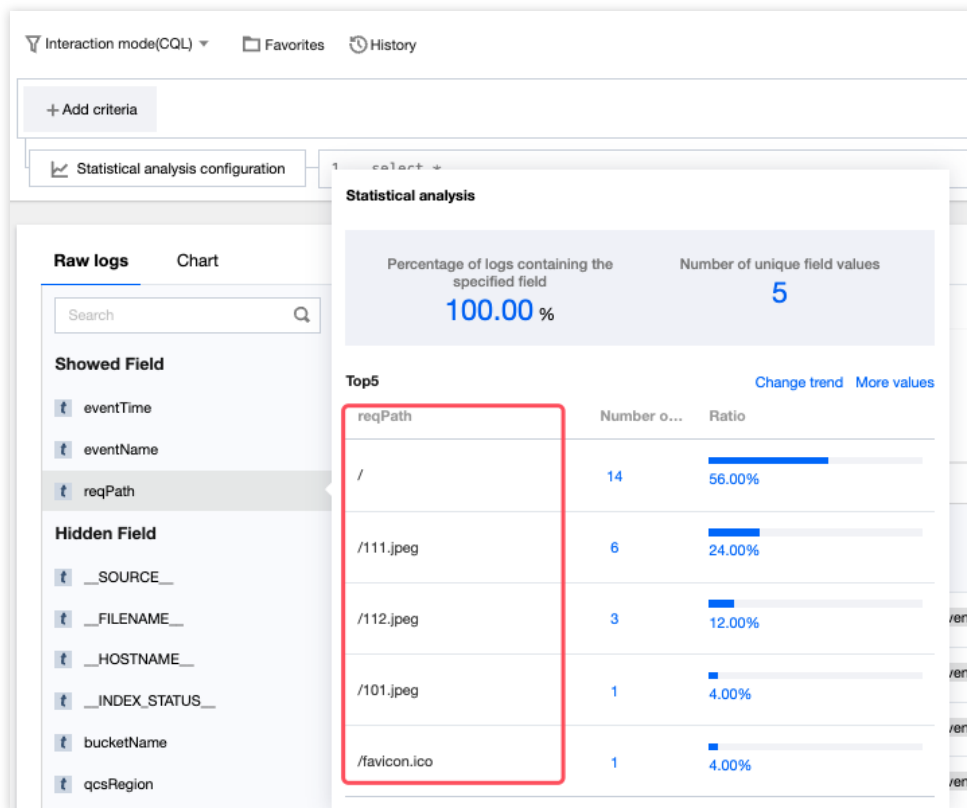 Interaction mode(CQL) Favorites History
+ Add criteria
Statistical analysis configuration 1 select *
Statistical analysis
Percentage of logs containing the
specified field
100.00 %
Number of unique field values
5
Raw logs Chart
Search
Showed Field
t eventTime
t eventName
t reqPath
Hidden Field
t __SOURCE__
t __FILENAME__
t __HOSTNAME__
t __INDEX_STATUS__
t bucketName
t qcsRegion
Top5 Change trend More values
reqPath Number o... Ratio
/ 14 56.00%
/111.jpeg 6 24.00%
/112.jpeg 3 12.00%
/101.jpeg 1 4.00%
/favicon.ico 1 4.00%